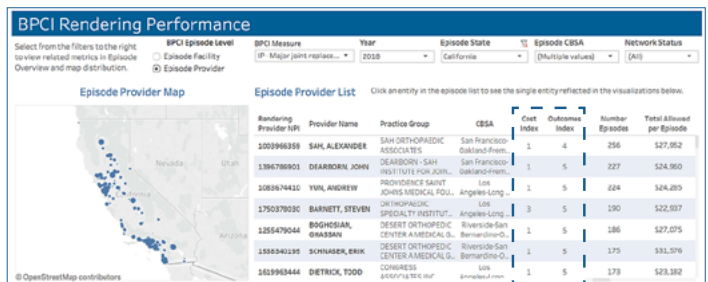 BPCI Rendering Performance
Select from the filters to the right
to view related metrics in Episode
Overview and map distribution.
BPCI Episode Level
Episode Facility
Episode Provider
BPCI Measure
IP - Major joint replace...
Year
2018
Episode State
California
Episode CBSA
(Multiple values)
Network Status
(All)
Episode Provider Map
Nevada
Utah
California
Arizona
© OpenStreetMap contributors
Episode Provider List
Click an entity in the episode list to see the single entity reflected in the visualizations below.
Rendering Provider NPI Provider Name Practice Group CBSA Cost Index Outcomes Index Number Episodes Total Allowed per Episode
1003966359 SAH, ALEXANDER SAH ORTHOPAEDIC ASSOCIATES San Francisco-Oakland-Frem.. 1 4 256 $27,952
1396786901 DEARBORN, JOHN DEARBORN - SAH INSTITUTE FOR JOIN.. San Francisco-Oakland-Frem.. 1 5 227 $24,960
1083674410 YUN, ANDREW PROVIDENCE SAINT JOHNS MEDICAL FOU.. Los Angeles-Long .. 1 5 224 $24,285
1750378030 BARNETT, STEVEN ORTHOPAEDIC SPECIALTY INSTITUT.. Los Angeles-Long .. 3 5 190 $22,937
1255479044 BOGHOSIAN, GHASSAN DESERT ORTHOPEDIC CENTER A MEDICAL G.. Riverside-San Bernardino-O.. 1 5 186 $27,075
1558340195 SCHNASER, ERIK DESERT ORTHOPEDIC CENTER A MEDICAL G.. Riverside-San Bernardino-O.. 1 5 175 $31,576
1619963444 DIETRICK, TODD CONGRESS ASSOCIATES INC Los Angeles-Long 1 5 173 $23,182